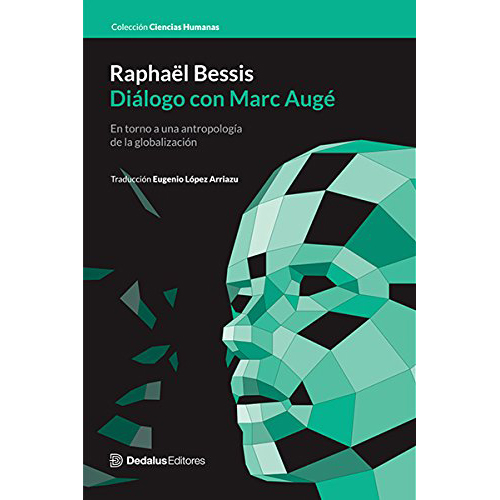 Colección Ciencias Humanas
Raphaël Bessis
Diálogo con Marc Augé
En torno a una antropología
de la globalización
Traducción Eugenio López Arriazu
Dedalus Editores